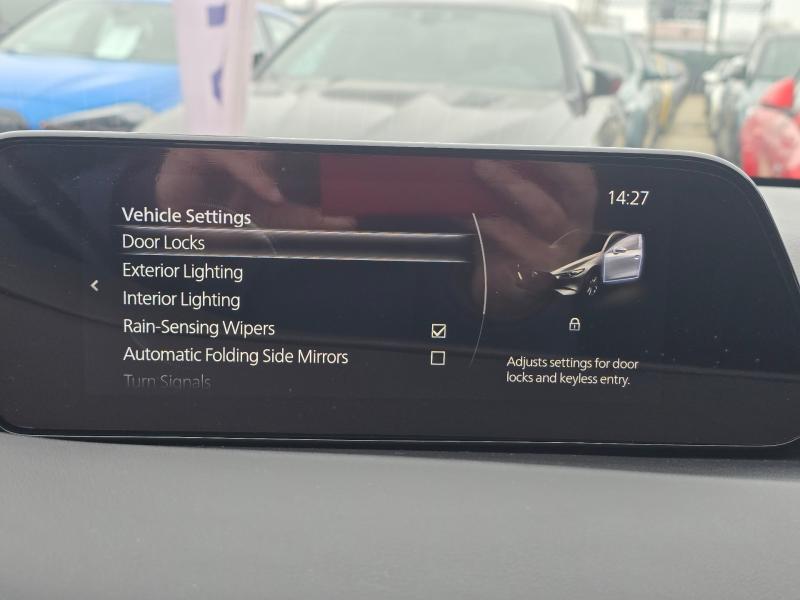 14:27
Vehicle Settings
Door Locks
Exterior Lighting
Interior Lighting
Rain-Sensing Wipers
Automatic Folding Side Mirrors
Turn Signals
Adjusts settings for door
locks and keyless entry.